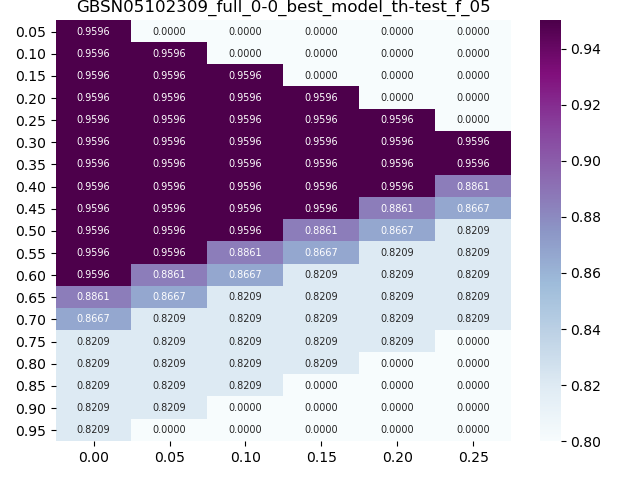 GBSN05102309_full_0-0_best_model_th-test_f_05
0.05 0.9596 0.0000 0.0000 0.0000 0.0000 0.0000
0.10 0.9596 0.9596 0.0000 0.0000 0.0000 0.0000
0.15 0.9596 0.9596 0.9596 0.0000 0.0000 0.0000
0.20 0.9596 0.9596 0.9596 0.9596 0.0000 0.0000
0.25 0.9596 0.9596 0.9596 0.9596 0.9596 0.0000
0.30 0.9596 0.9596 0.9596 0.9596 0.9596 0.9596
0.35 0.9596 0.9596 0.9596 0.9596 0.9596 0.9596
0.40 0.9596 0.9596 0.9596 0.9596 0.9596 0.8861
0.45 0.9596 0.9596 0.9596 0.9596 0.8861 0.8667
0.50 0.9596 0.9596 0.9596 0.8861 0.8667 0.8209
0.55 0.9596 0.9596 0.8861 0.8667 0.8209 0.8209
0.60 0.9596 0.8861 0.8667 0.8209 0.8209 0.8209
0.65 0.8861 0.8667 0.8209 0.8209 0.8209 0.8209
0.70 0.8667 0.8209 0.8209 0.8209 0.8209 0.8209
0.75 0.8209 0.8209 0.8209 0.8209 0.8209 0.0000
0.80 0.8209 0.8209 0.8209 0.8209 0.0000 0.0000
0.85 0.8209 0.8209 0.8209 0.0000 0.0000 0.0000
0.90 0.8209 0.8209 0.0000 0.0000 0.0000 0.0000
0.95 0.8209 0.0000 0.0000 0.0000 0.0000 0.0000
0.00 0.05 0.10 0.15 0.20 0.25
0.94
0.92
0.90
0.88
0.86
0.84
0.82
0.80